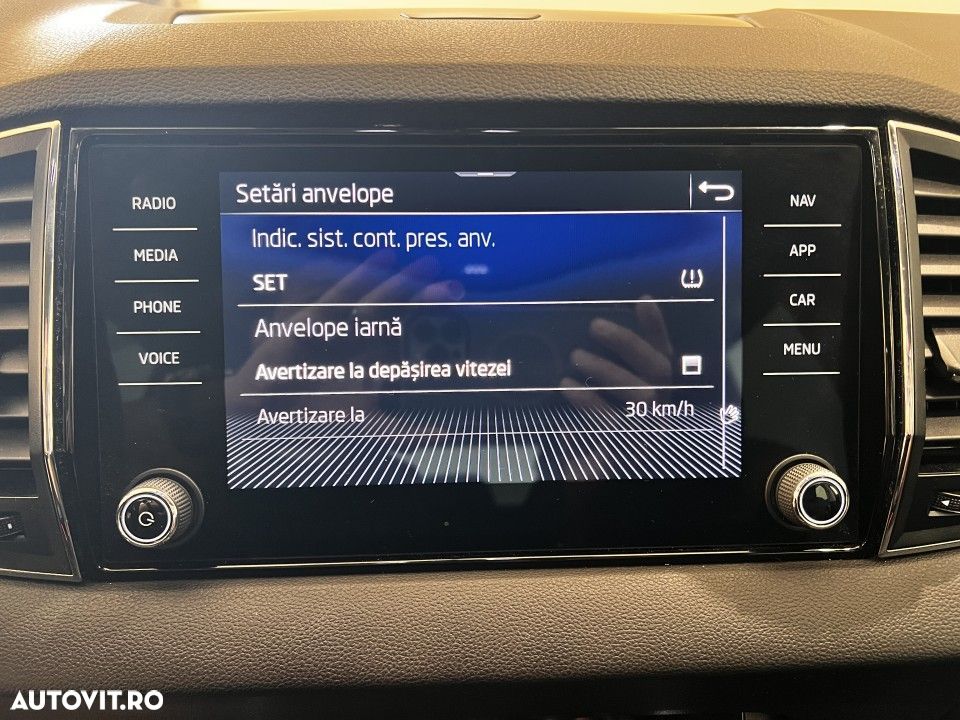 RADIO
MEDIA
PHONE
VOICE
Setări anvelope
Indic. sist. cont. pres. anv.
SET
Anvelope iarnă
Avertizare la depășirea vitezei
Avertizare la 30 km/h
NAV
APP
CAR
MENU
AUTOVIT.RO